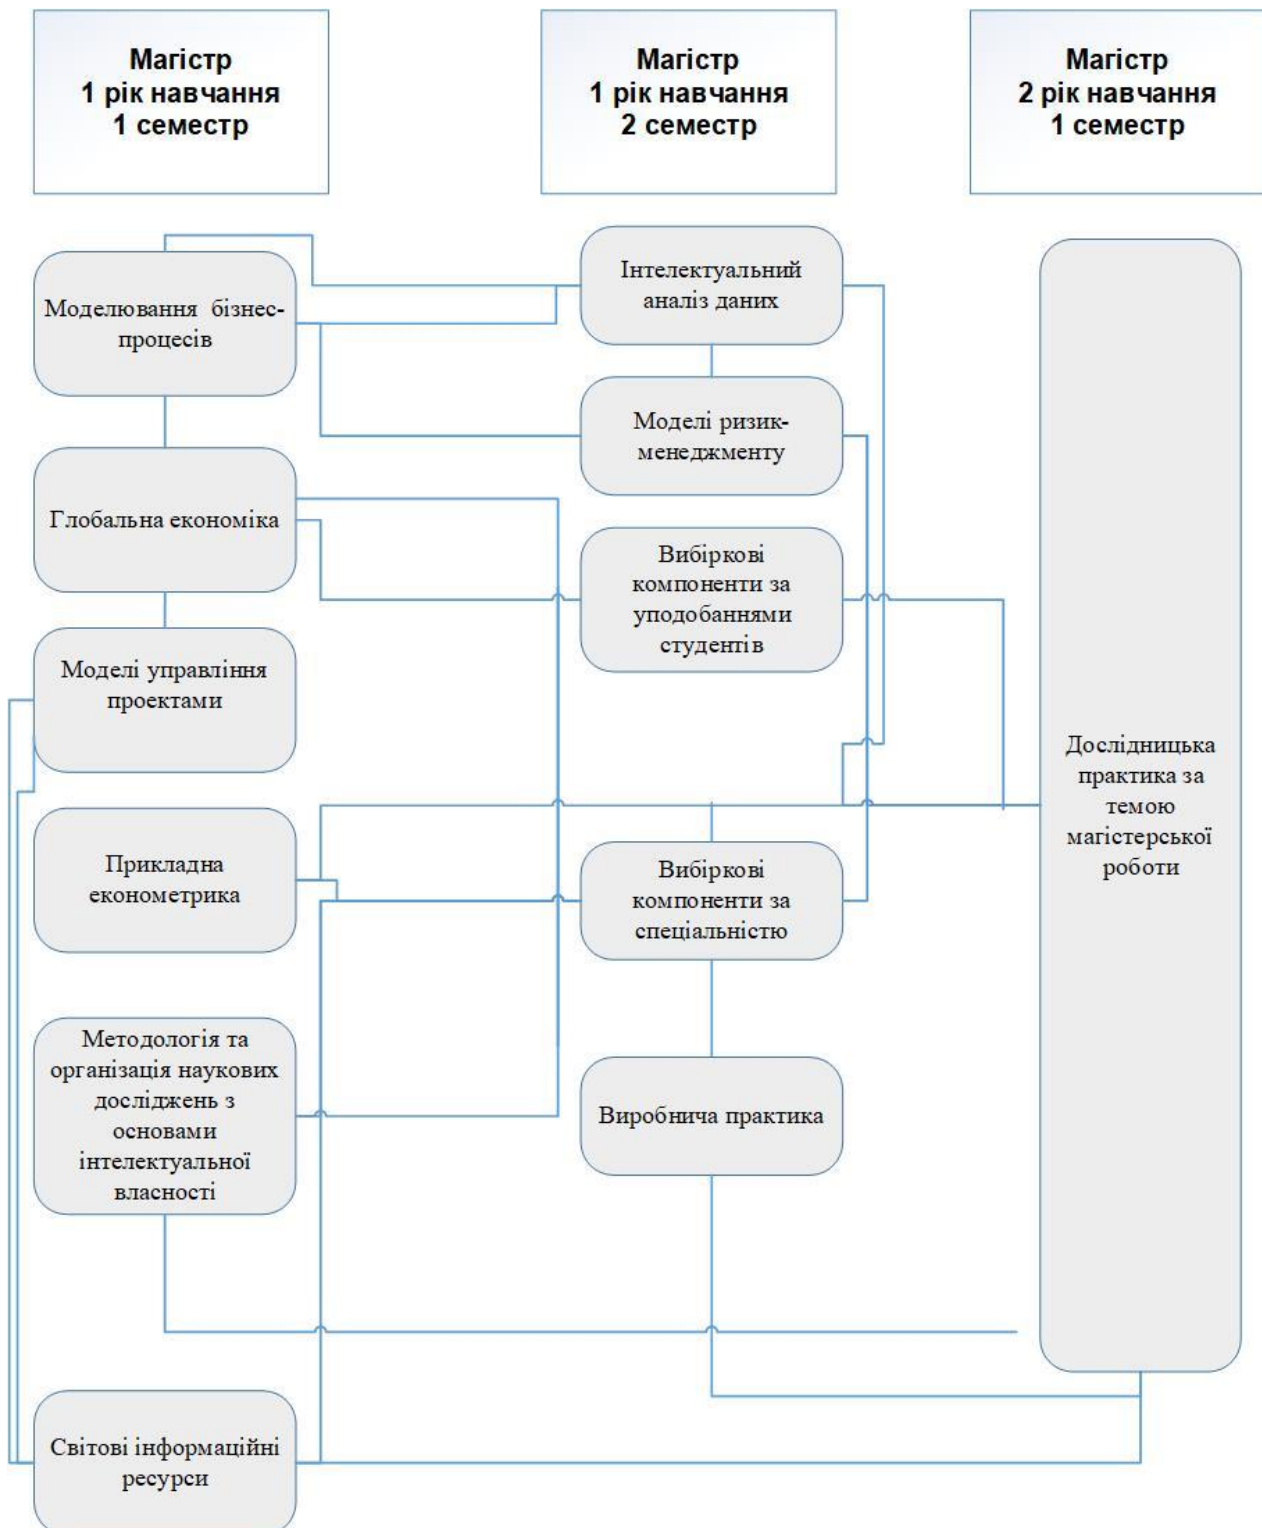 Магістр
1 рік навчання
1 семестр
Магістр
1 рік навчання
2 семестр
Магістр
2 рік навчання
1 семестр
Моделювання бізнес-
процесів
Глобальна економіка
Моделі управління
проектами
Прикладна
економетрика
Методологія та
організація наукових
досліджень з
основами
інтелектуальної
власності
Світові інформаційні
ресурси
Інтелектуальний
аналіз даних
Моделі ризик-
менеджменту
Вибіркові
компоненти за
уподобаннями
студентів
Вибіркові
компоненти за
спеціальністю
Виробнича практика
Дослідницька
практика за
темою
магістерської
роботи